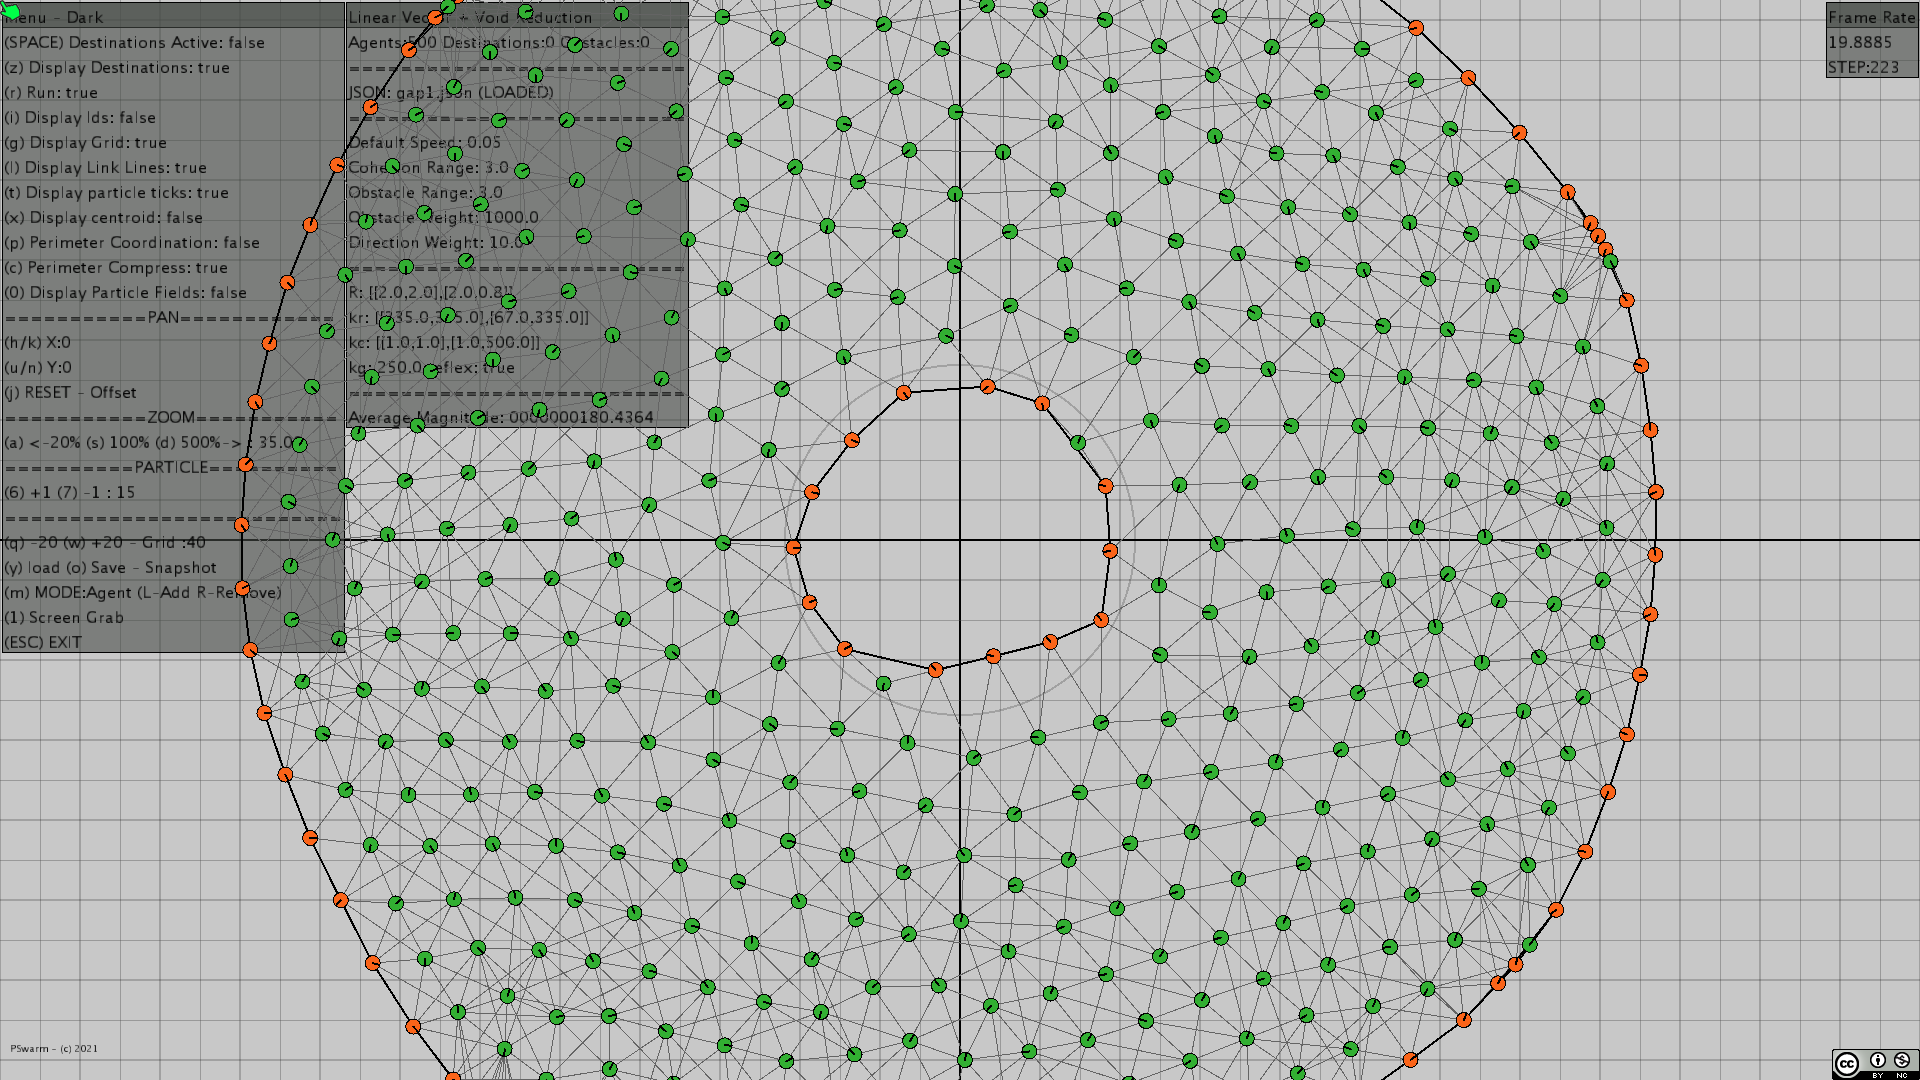 Menu - Dark
(SPACE) Destinations Active: false
(z) Display Destinations: true
(r) Run: true
(i) Display Ids: false
(g) Display Grid: true
(l) Display Link Lines: true
(t) Display particle ticks: true
(x) Display centroid: false
(p) Perimeter Coordination: false
(c) Perimeter Compress: true
(0) Display Particle Fields: false
====================PAN====================
(h/k) X:0
(u/n) Y:0
(j) RESET - Offset
====================ZOOM====================
(a) <-20% (s) 100% (d) 500%-> : 35.0
==================PARTICLE==================
(6) +1 (7) -1 : 15
(q) -20 (w) +20 - Grid :40
(y) load (o) Save - Snapshot
(m) MODE:Agent (L-Add R-Remove)
(1) Screen Grab
(ESC) EXIT
Linear Vector + Void Reduction
Agents:500 Destinations:0 Obstacles:0
JSON: gap1.json (LOADED)
Default Speed: 0.05
Cohesion Range: 3.0
Obstacle Range: 3.0
Obstacle Weight: 1000.0
Direction Weight: 10.0
R: [[2.0,2.0],[2.0,0.8]]
kr: [[335.0,335.0],[67.0,335.0]]
kc: [[1.0,1.0],[1.0,500.0]]
kg: 250.0 reflex: true
Average Magnitude: 0000000180.4364
Frame Rate
19.8885
STEP:223
PSwarm - (c) 2021
CC
BY NC